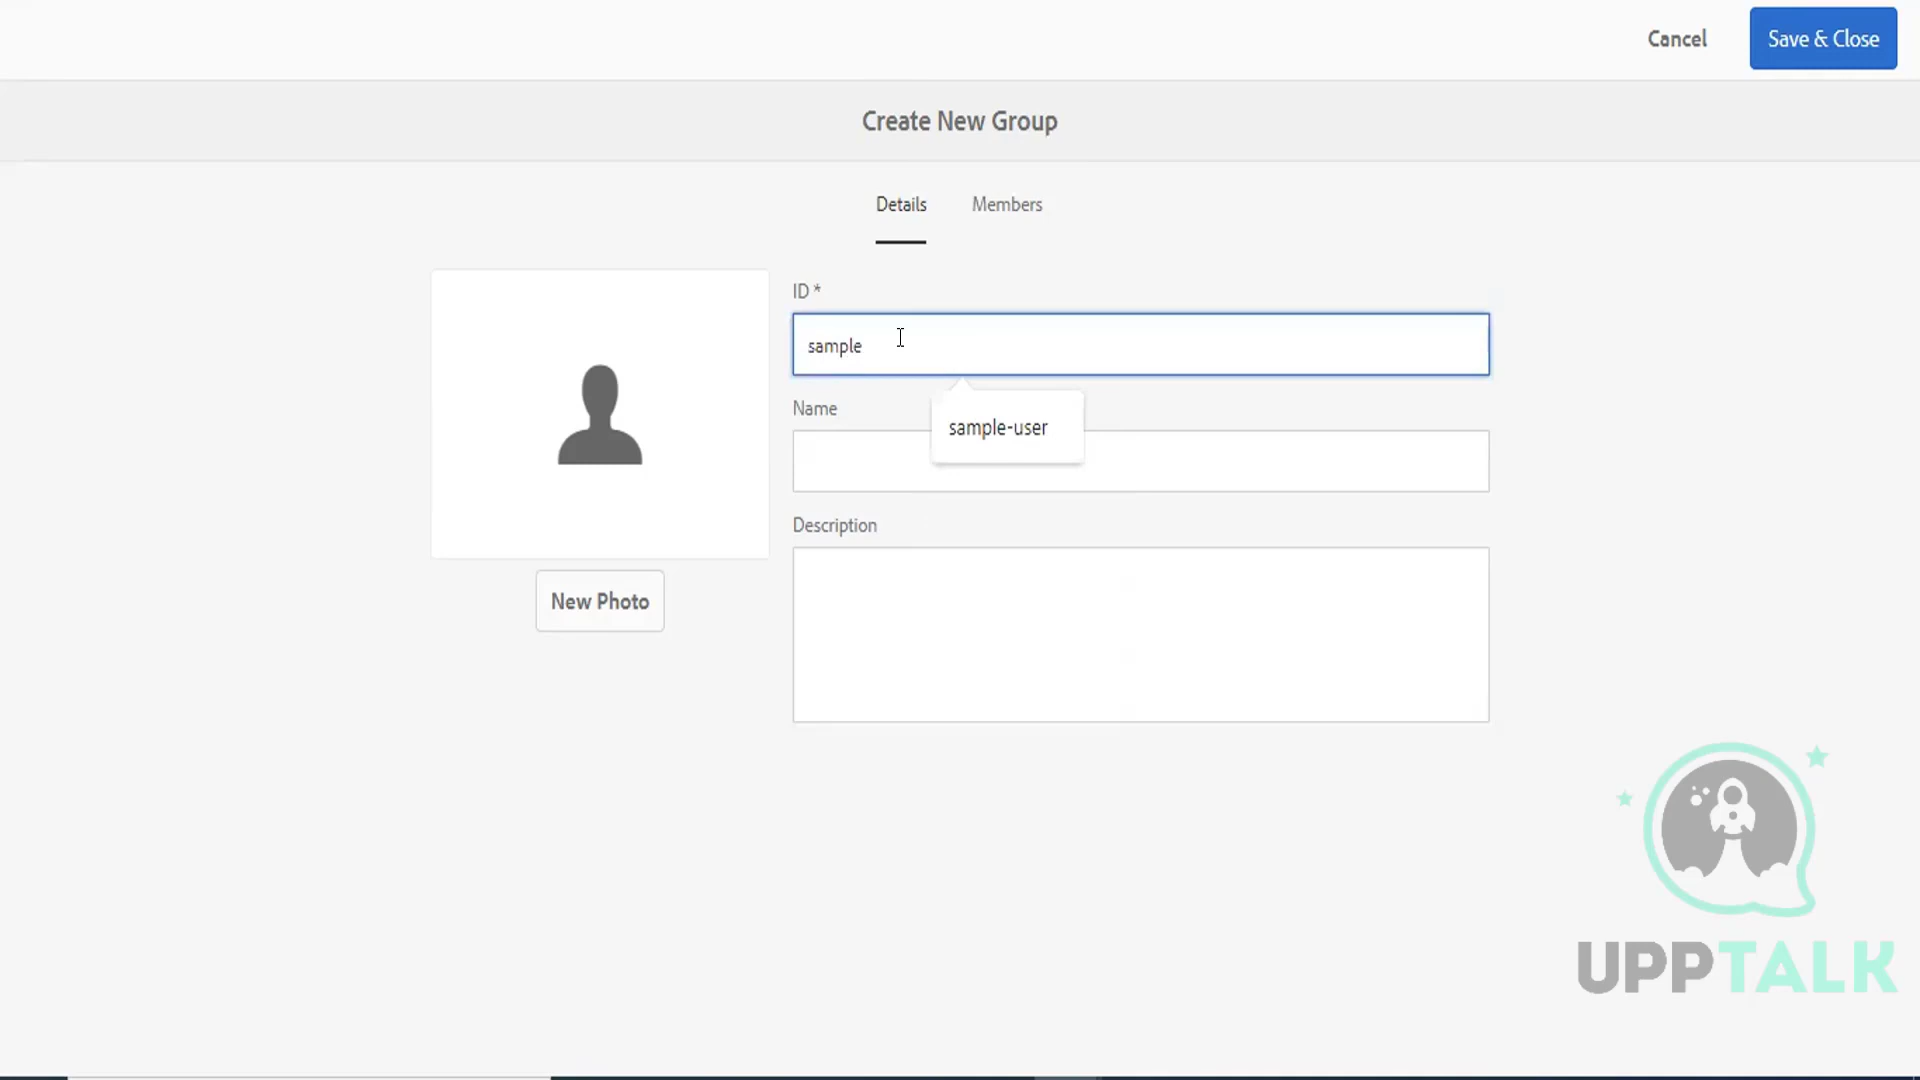 Cancel
Save & Close
Create New Group
Details
Members
ID *
sample
Name
sample-user
Description
New Photo
UPPTALK